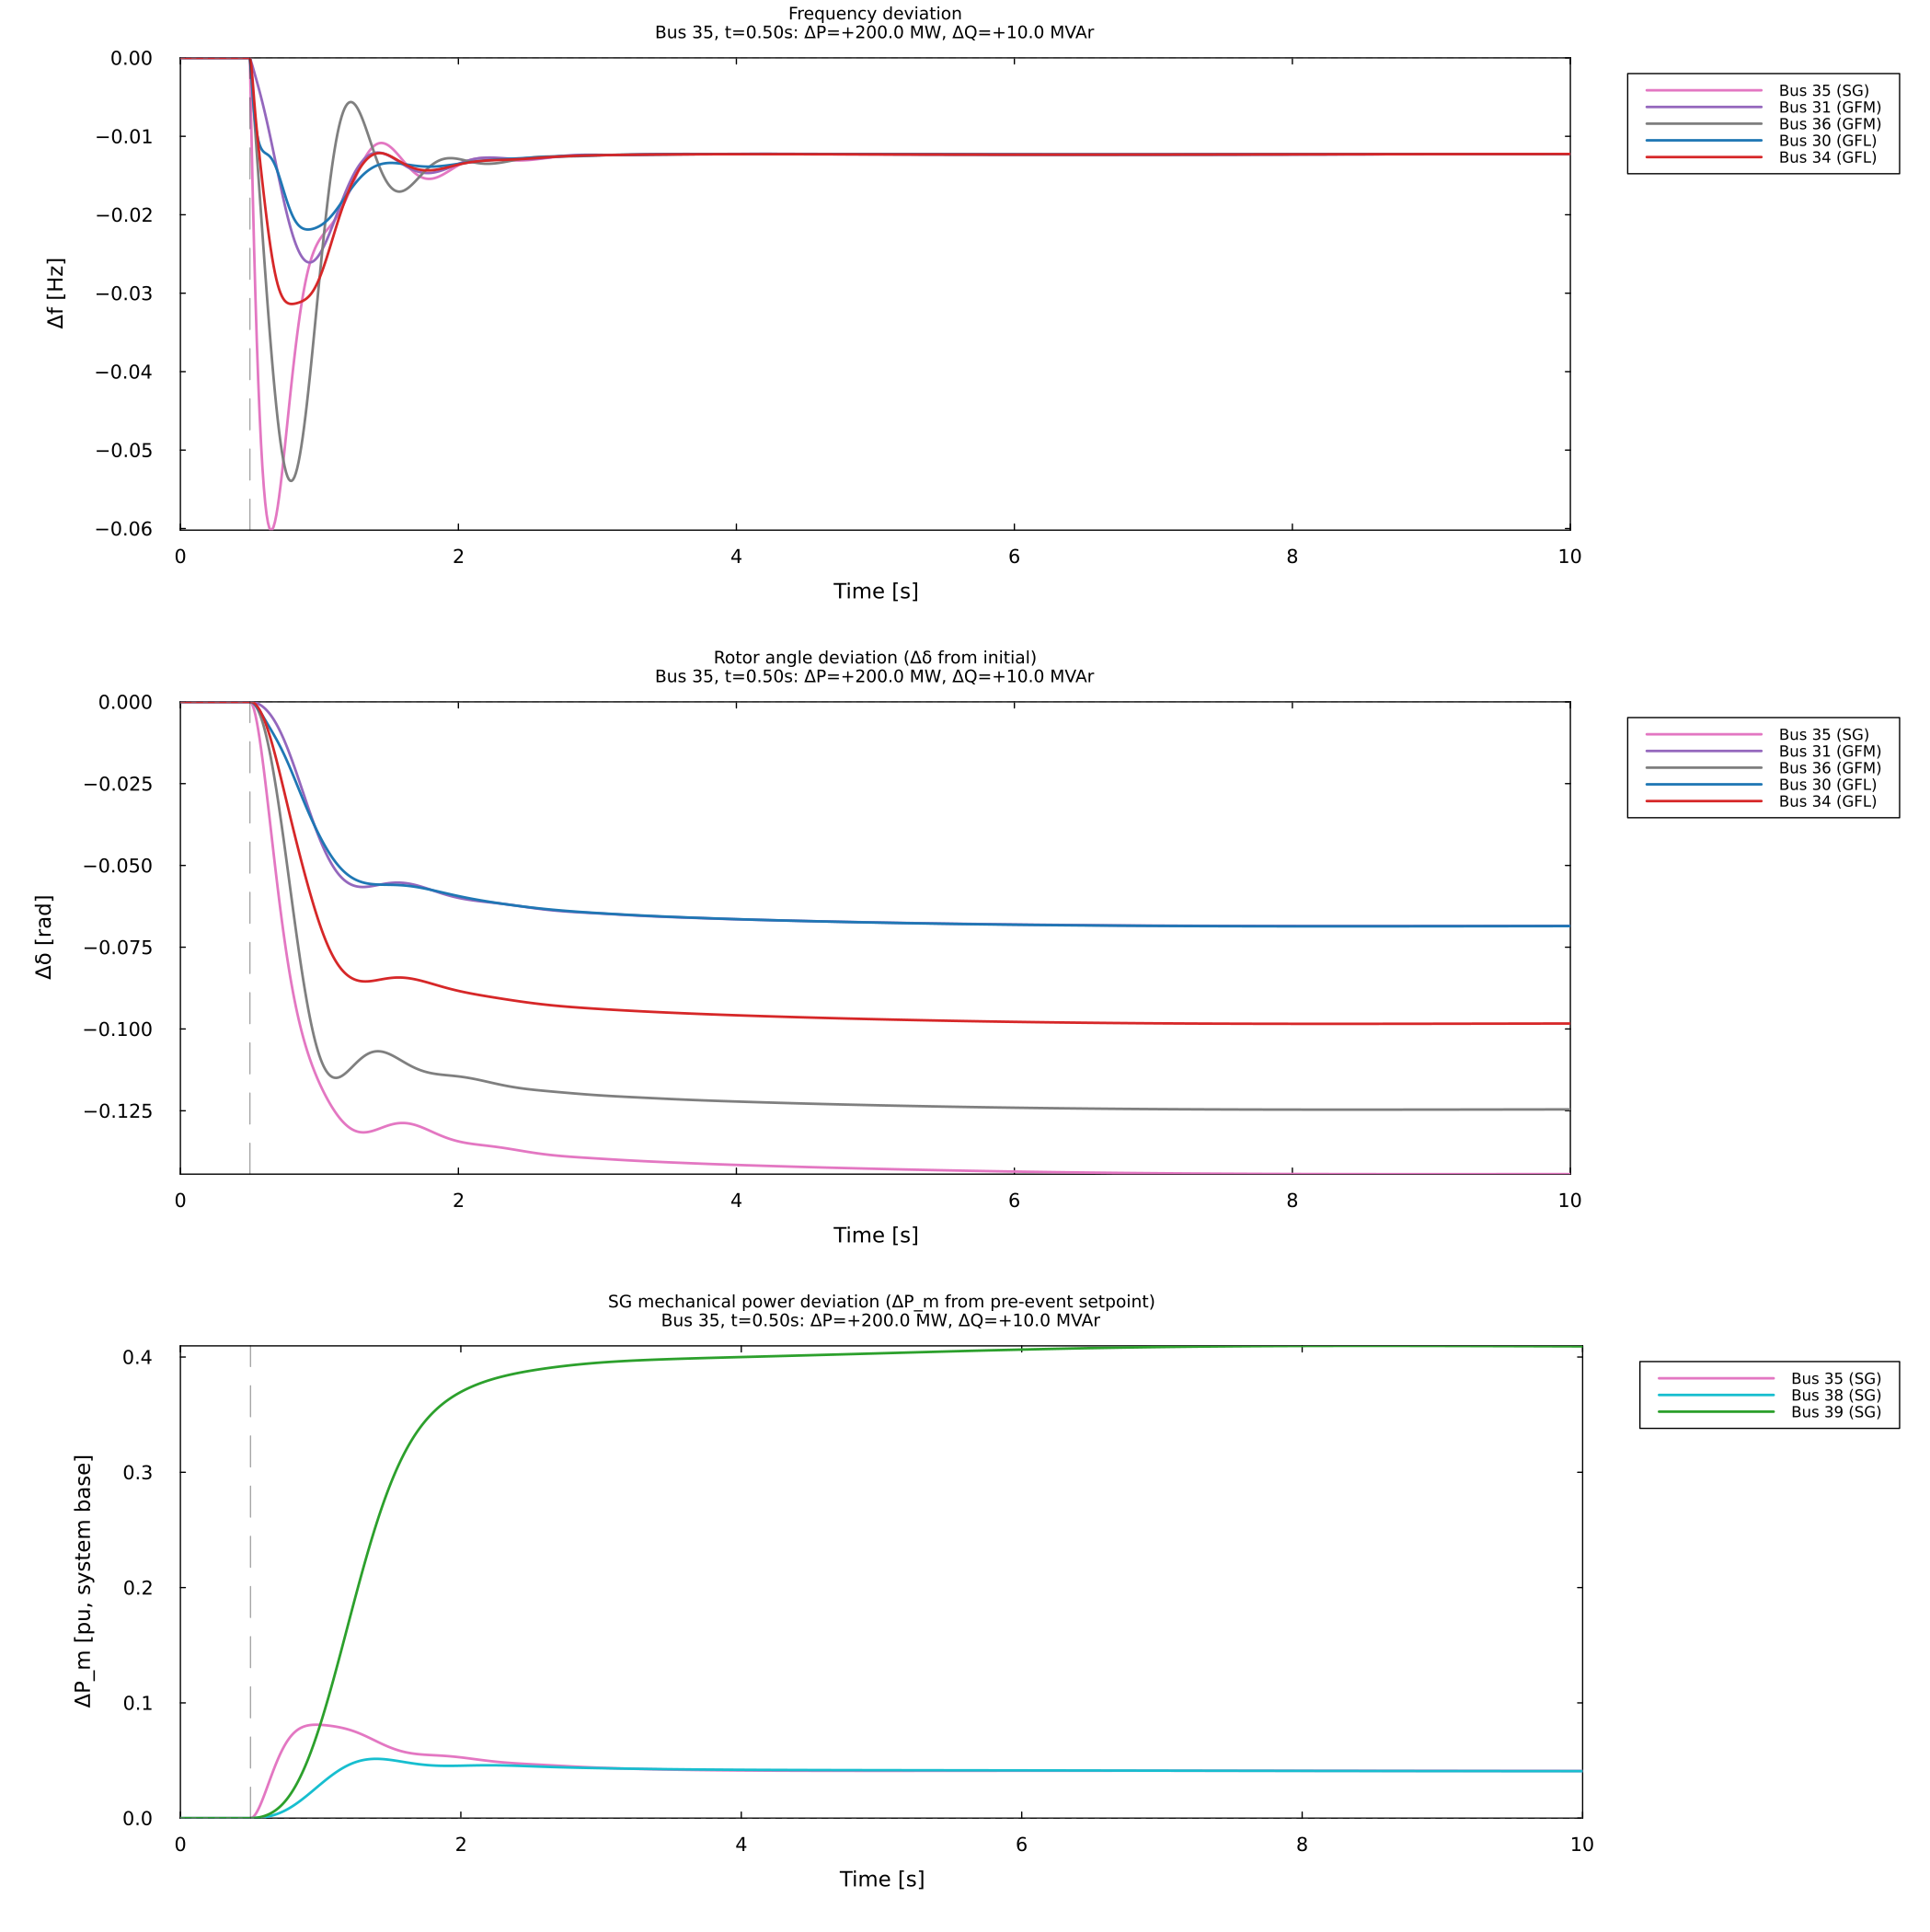 Frequency deviation
Bus 35, t=0.50s: ΔP=+200.0 MW, ΔQ=+10.0 MVAr
0.00
−0.01
−0.02
−0.03
−0.04
−0.05
−0.06
Δf [Hz]
0 2 4 6 8 10
Time [s]
Bus 35 (SG)
Bus 31 (GFM)
Bus 36 (GFM)
Bus 30 (GFL)
Bus 34 (GFL)
Rotor angle deviation (Δδ from initial)
Bus 35, t=0.50s: ΔP=+200.0 MW, ΔQ=+10.0 MVAr
0.000
−0.025
−0.050
−0.075
−0.100
−0.125
Δδ [rad]
0 2 4 6 8 10
Time [s]
Bus 35 (SG)
Bus 31 (GFM)
Bus 36 (GFM)
Bus 30 (GFL)
Bus 34 (GFL)
SG mechanical power deviation (ΔP_m from pre-event setpoint)
Bus 35, t=0.50s: ΔP=+200.0 MW, ΔQ=+10.0 MVAr
0.4
0.3
0.2
0.1
0.0
ΔP_m [pu, system base]
0 2 4 6 8 10
Time [s]
Bus 35 (SG)
Bus 38 (SG)
Bus 39 (SG)